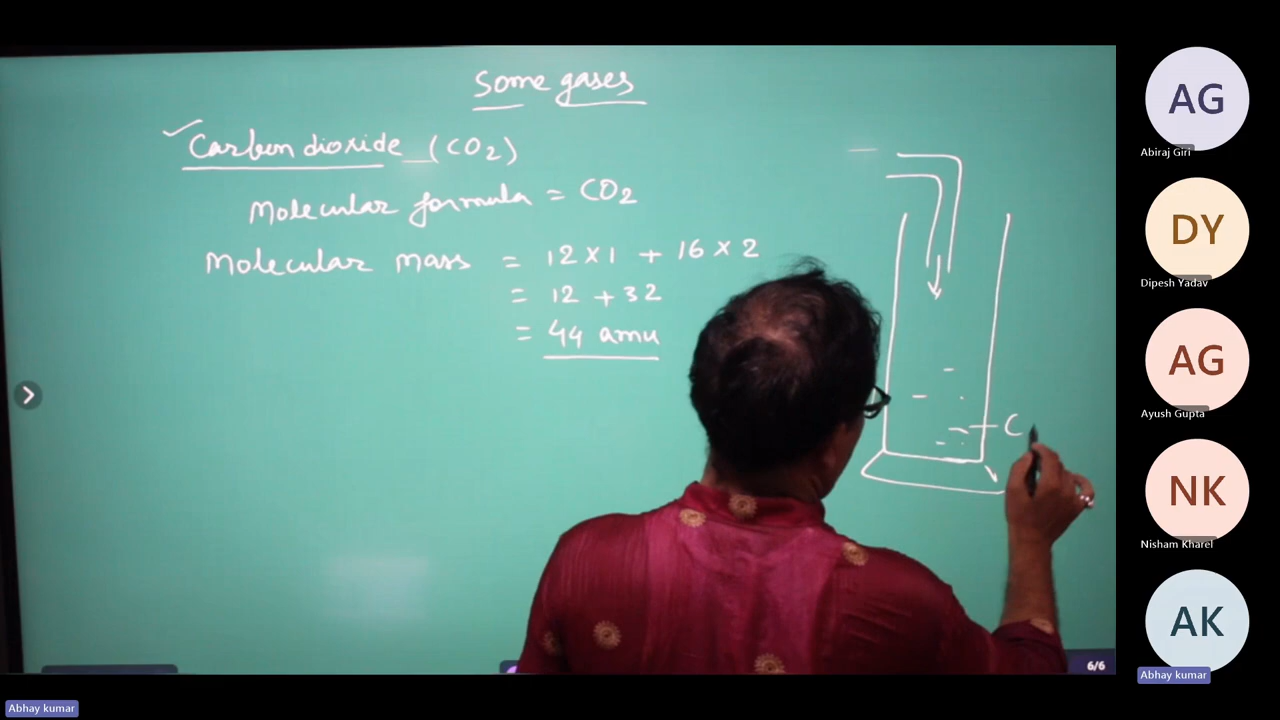 Some gases
Carbon dioxide (CO2)
Molecular formula = CO2
Molecular mass = 12 x 1 + 16 x 2
= 12 + 32
= 44 amu
C
6/6
AG
Abiraj Giri
DY
Dipesh Yadav
AG
Ayush Gupta
NK
Nisham Kharel
AK
Abhay kumar
Abhay kumar